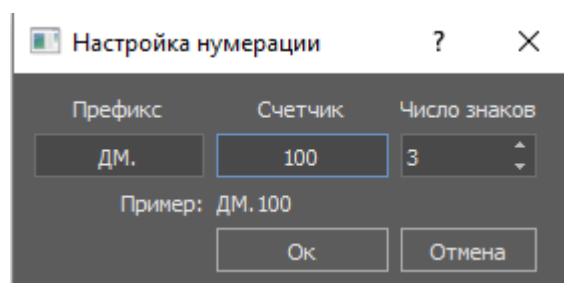 Настройка нумерации ? ×
Префикс Счетчик Число знаков
ДМ. 100 3
Пример: ДМ.100
Ок Отмена